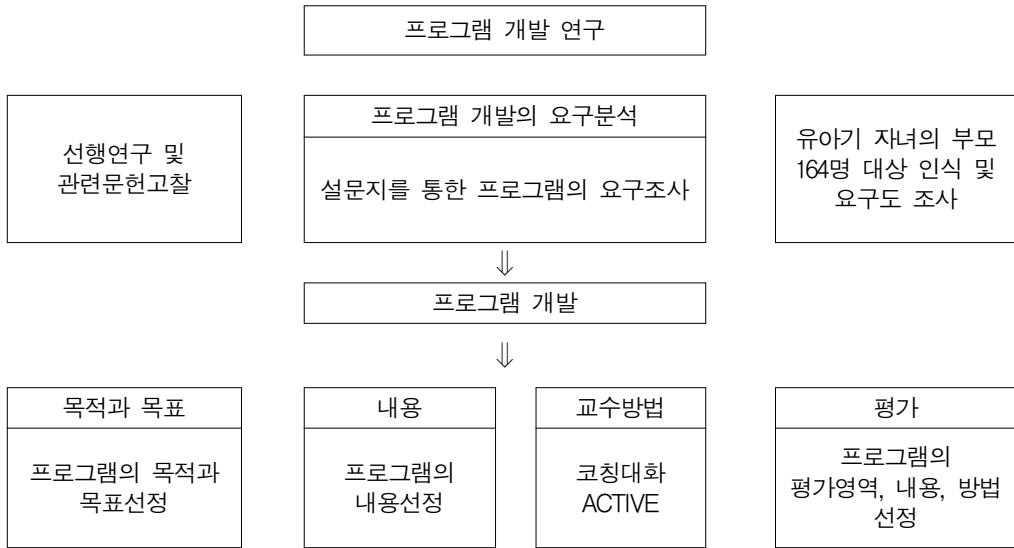 프로그램 개발 연구
선행연구 및
관련문헌고찰
프로그램 개발의 요구분석
설문지를 통한 프로그램의 요구조사
유아기 자녀의 부모
164명 대상 인식 및
요구도 조사
⇓
프로그램 개발
⇓
목적과 목표
프로그램의 목적과
목표선정
내용
프로그램의
내용선정
교수방법
코칭대화
ACTIVE
평가
프로그램의
평가영역, 내용, 방법
선정